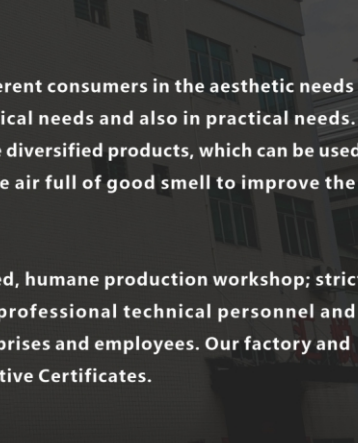 erent consumers in the aesthetic needs
ical needs and also in practical needs.
e diversified products, which can be used
e air full of good smell to improve the
ed, humane production workshop; strict
professional technical personnel and
prises and employees. Our factory and
tive Certificates.